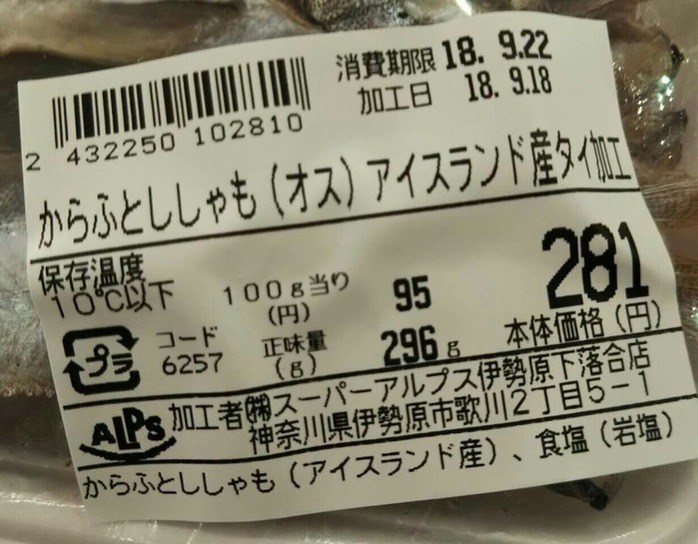 消費期限 18. 9.22
加工日 18. 9.18
2 432250 102810
からふとししゃも(オス)アイスランド産タイ加工
保存温度
10℃以下
100g当り
(円)
95
281
本体価格(円)
プラ
コード
6257
正味量
(g)
296g
ALPS
加工者㈱スーパーアルプス伊勢原下落合店
神奈川県伊勢原市歌川2丁目5-1
からふとししゃも(アイスランド産)、食塩(岩塩)